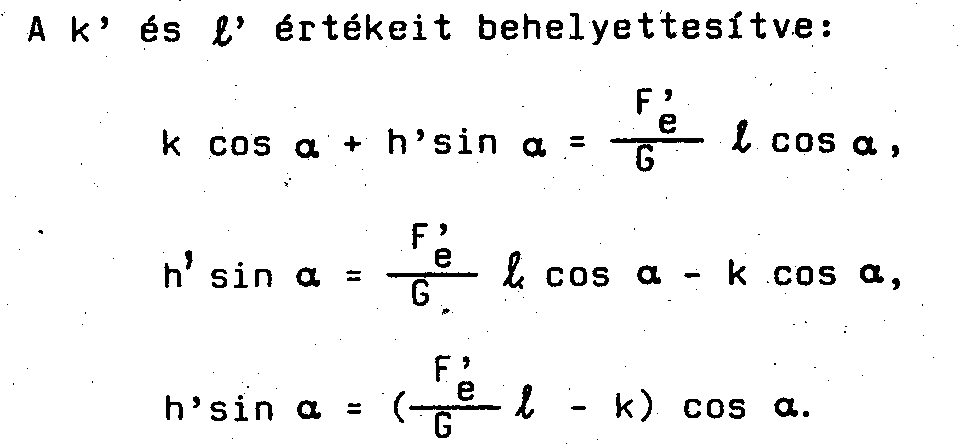 A k’ és ℓ’ értékeit behelyettesítve:
k cos α + h’sin α = F’e/G ℓ cos α,
h’ sin α = F’e/G ℓ cos α - k cos α,
h’sin α = (F’e/G ℓ - k) cos α.